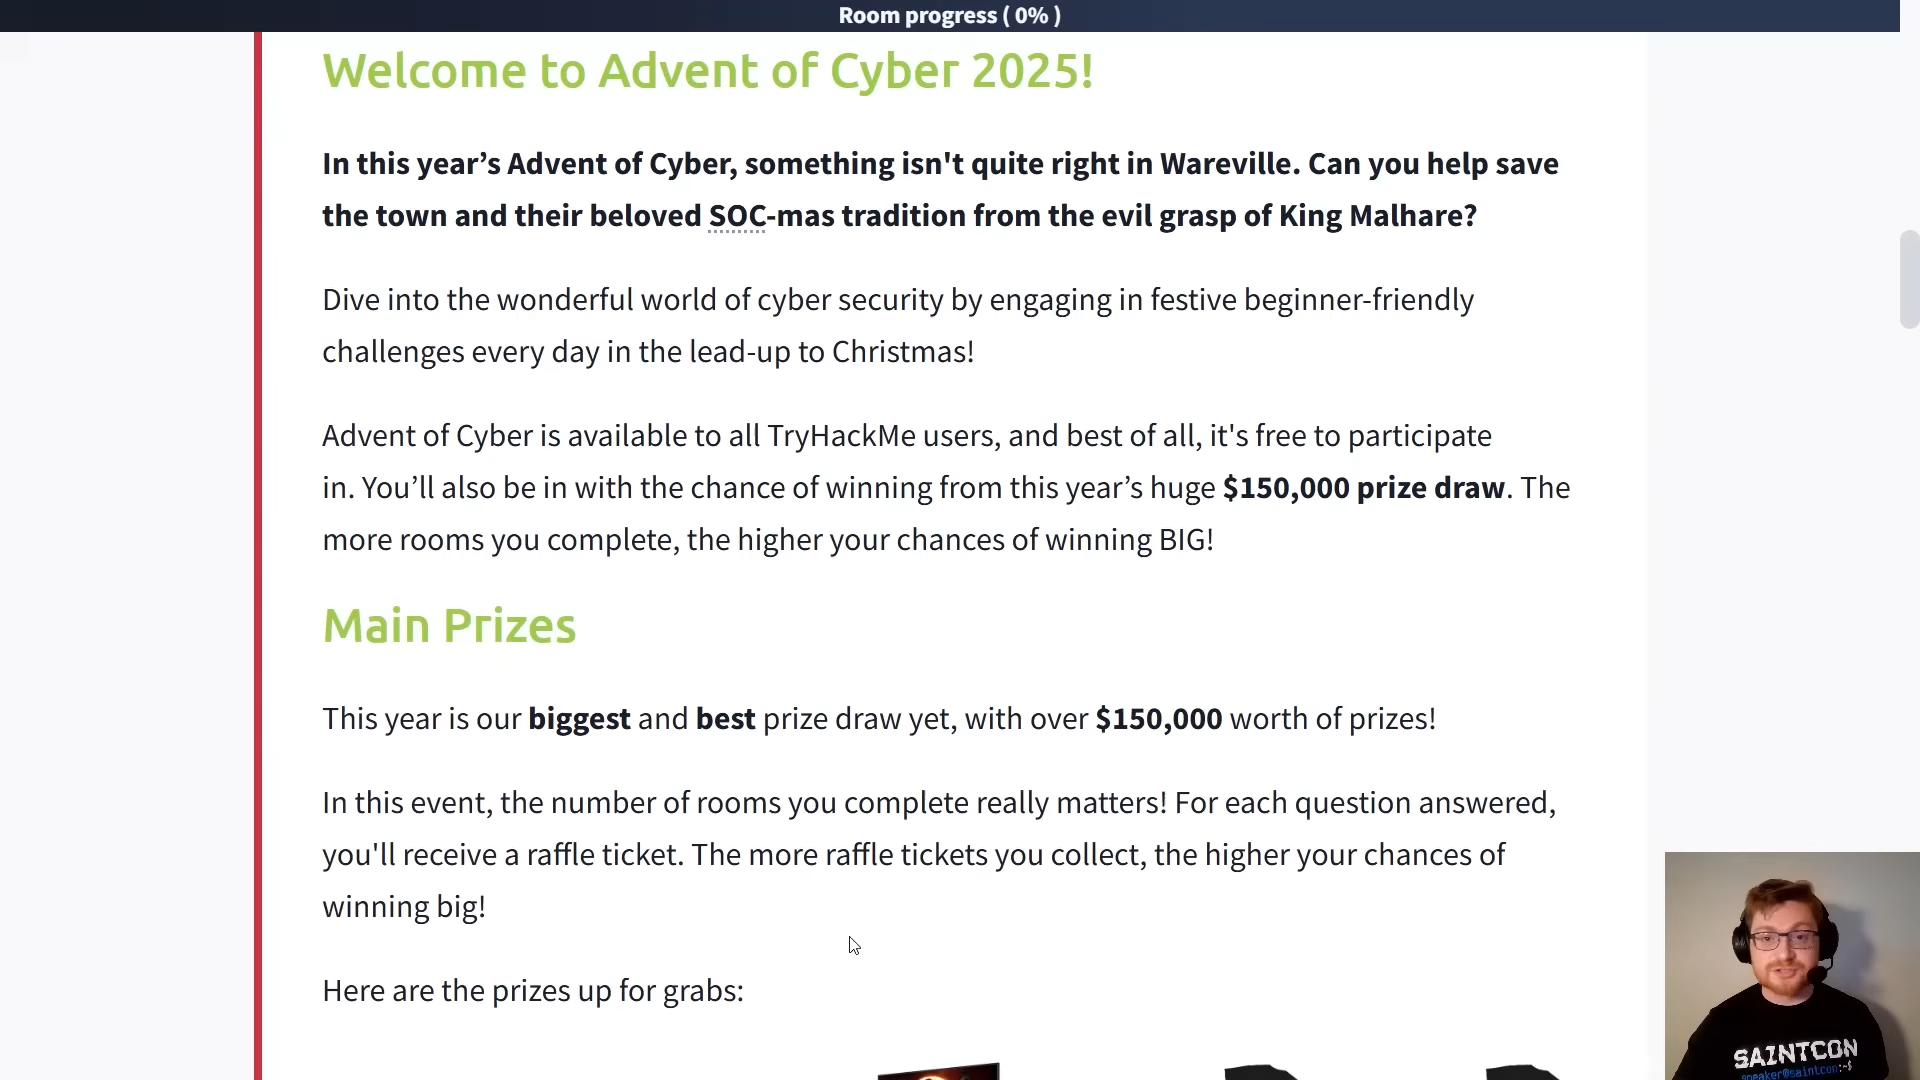 Room progress ( 0% )
Welcome to Advent of Cyber 2025!
In this year’s Advent of Cyber, something isn't quite right in Wareville. Can you help save
the town and their beloved SOC-mas tradition from the evil grasp of King Malhare?
Dive into the wonderful world of cyber security by engaging in festive beginner-friendly
challenges every day in the lead-up to Christmas!
Advent of Cyber is available to all TryHackMe users, and best of all, it's free to participate
in. You’ll also be in with the chance of winning from this year’s huge $150,000 prize draw. The
more rooms you complete, the higher your chances of winning BIG!
Main Prizes
This year is our biggest and best prize draw yet, with over $150,000 worth of prizes!
In this event, the number of rooms you complete really matters! For each question answered,
you'll receive a raffle ticket. The more raffle tickets you collect, the higher your chances of
winning big!
Here are the prizes up for grabs:
SAINTCON
speaker@saintcon:~$